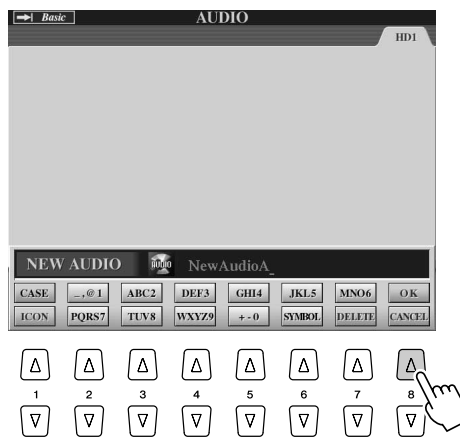 Basic AUDIO
HD1
NEW AUDIO AUDIO NewAudioA_
CASE _,@1 ABC2 DEF3 GHI4 JKL5 MNO6 OK
ICON PQRS7 TUV8 WXYZ9 +-0 SYMBOL DELETE CANCEL
1 2 3 4 5 6 7 8